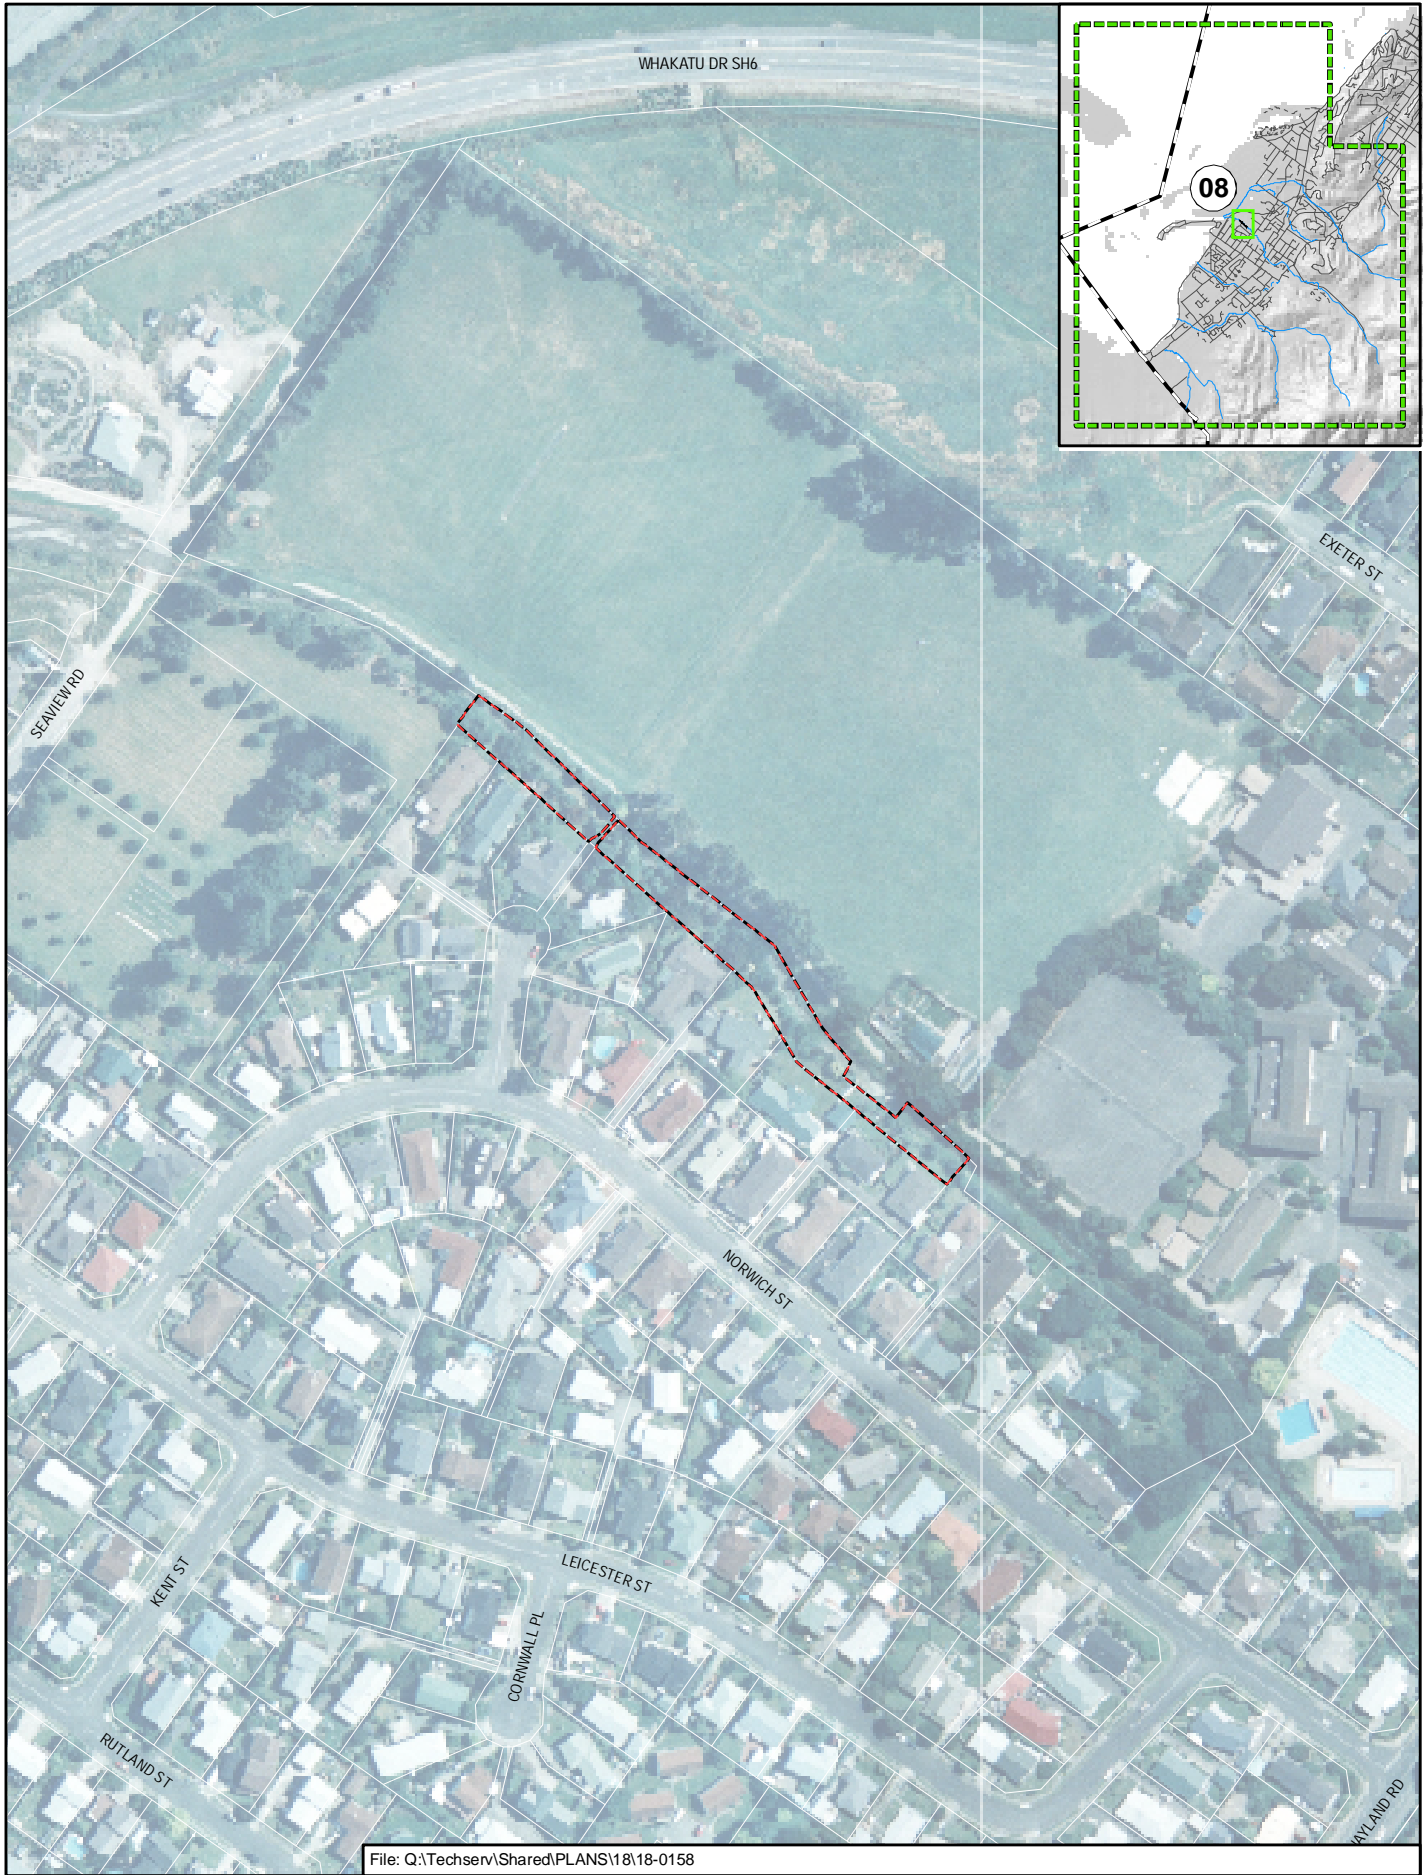 WHAKATU DR SH6
08
EXETER ST
SEAVIEW RD
NORWICH ST
LEICESTER ST
KENT ST
CORNWALL PL
RUTLAND ST
RD
File: Q:\Techserv\Shared\PLANS\18\18-0158